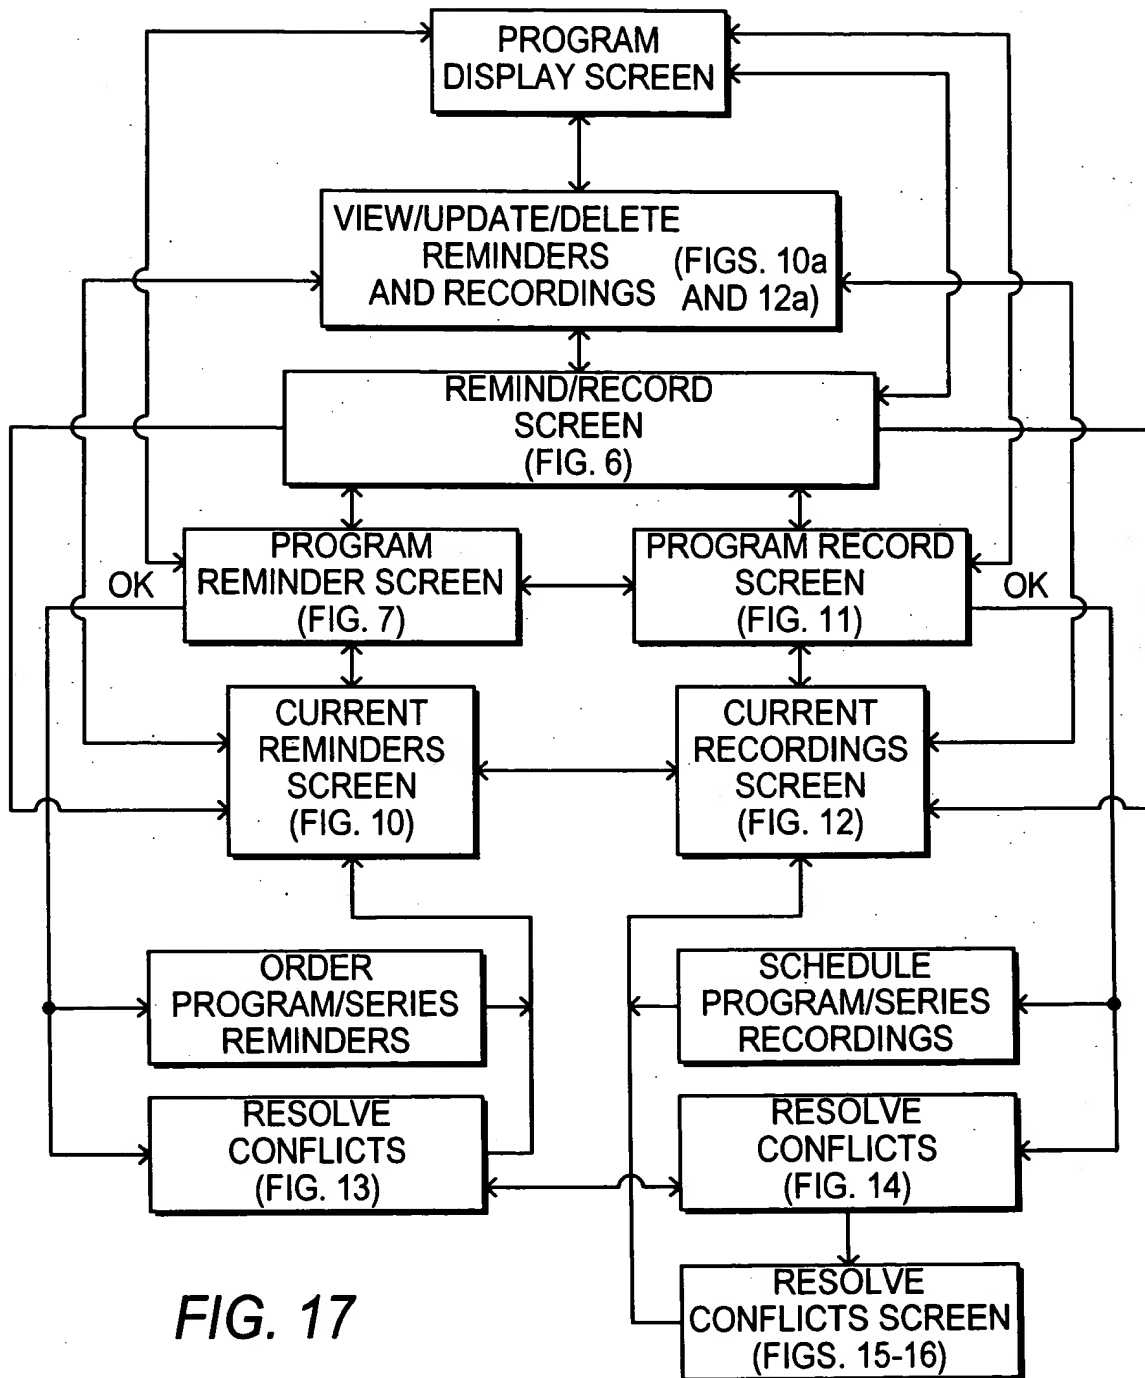 PROGRAM
DISPLAY SCREEN
VIEW/UPDATE/DELETE
REMINDERS
AND RECORDINGS
(FIGS. 10a
AND 12a)
REMIND/RECORD
SCREEN
(FIG. 6)
OK
PROGRAM
REMINDER SCREEN
(FIG. 7)
PROGRAM RECORD
SCREEN
(FIG. 11)
OK
CURRENT
REMINDERS
SCREEN
(FIG. 10)
CURRENT
RECORDINGS
SCREEN
(FIG. 12)
ORDER
PROGRAM/SERIES
REMINDERS
SCHEDULE
PROGRAM/SERIES
RECORDINGS
RESOLVE
CONFLICTS
(FIG. 13)
RESOLVE
CONFLICTS
(FIG. 14)
RESOLVE
CONFLICTS SCREEN
(FIGS. 15-16)
FIG. 17